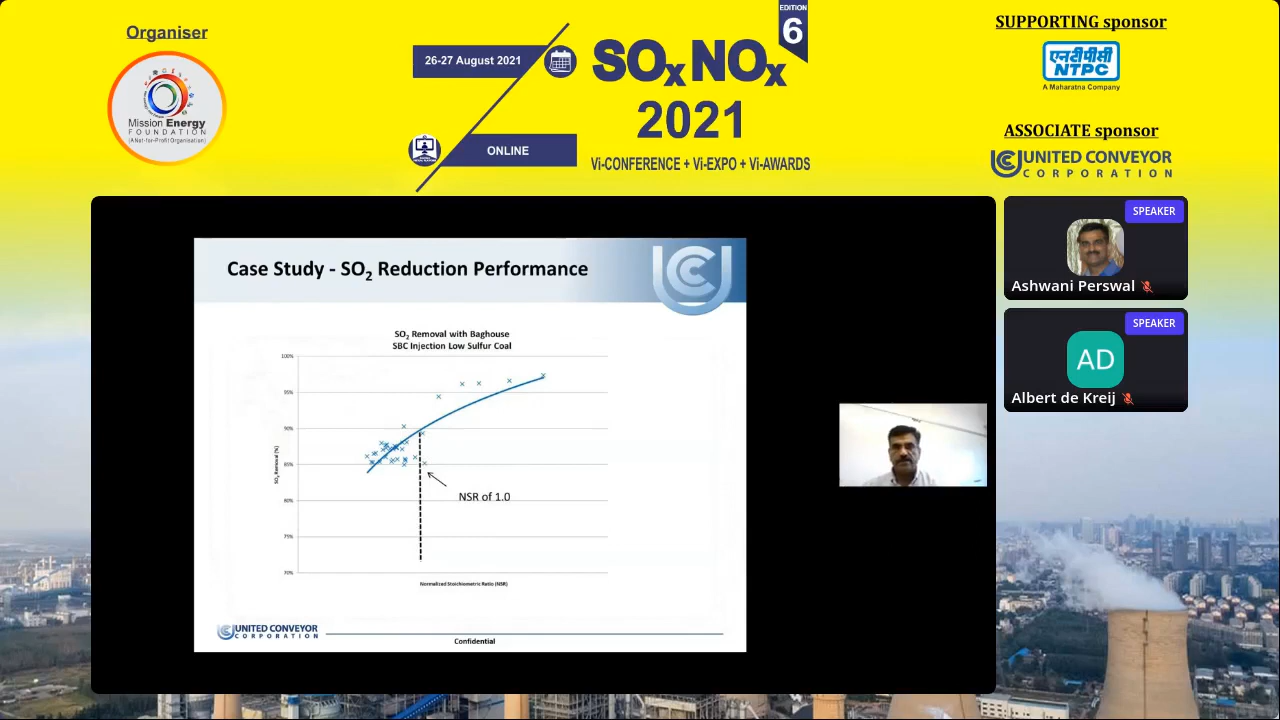 Organiser
Mission Energy
FOUNDATION
(A Net-for-Profit Organisation)
26-27 August 2021
ONLINE
EDITION
6
SOxNOx
2021
Vi-CONFERENCE + Vi-EXPO + Vi-AWARDS
SUPPORTING sponsor
एनटीपीसी
NTPC
A Maharatna Company
ASSOCIATE sponsor
UNITED CONVEYOR
CORPORATION
Case Study - SO2 Reduction Performance
SO2 Removal with Baghouse
SBC Injection Low Sulfur Coal
100%
95%
90%
85%
80%
75%
70%
SO2 Removal (%)
NSR of 1.0
Normalized Stoichiometric Ratio (NSR)
UNITED CONVEYOR
CORPORATION
Confidential
SPEAKER
Ashwani Perswal
SPEAKER
AD
Albert de Kreij